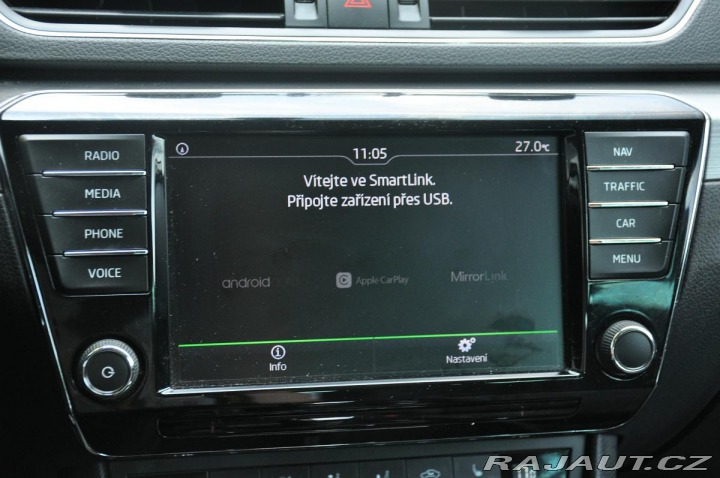 11:05
27.0°C
Vítejte ve SmartLink.
Připojte zařízení přes USB.
android
Apple CarPlay
MirrorLink
Info
Nastavení
RADIO
MEDIA
PHONE
VOICE
NAV
TRAFFIC
CAR
MENU
RAJAUT.CZ